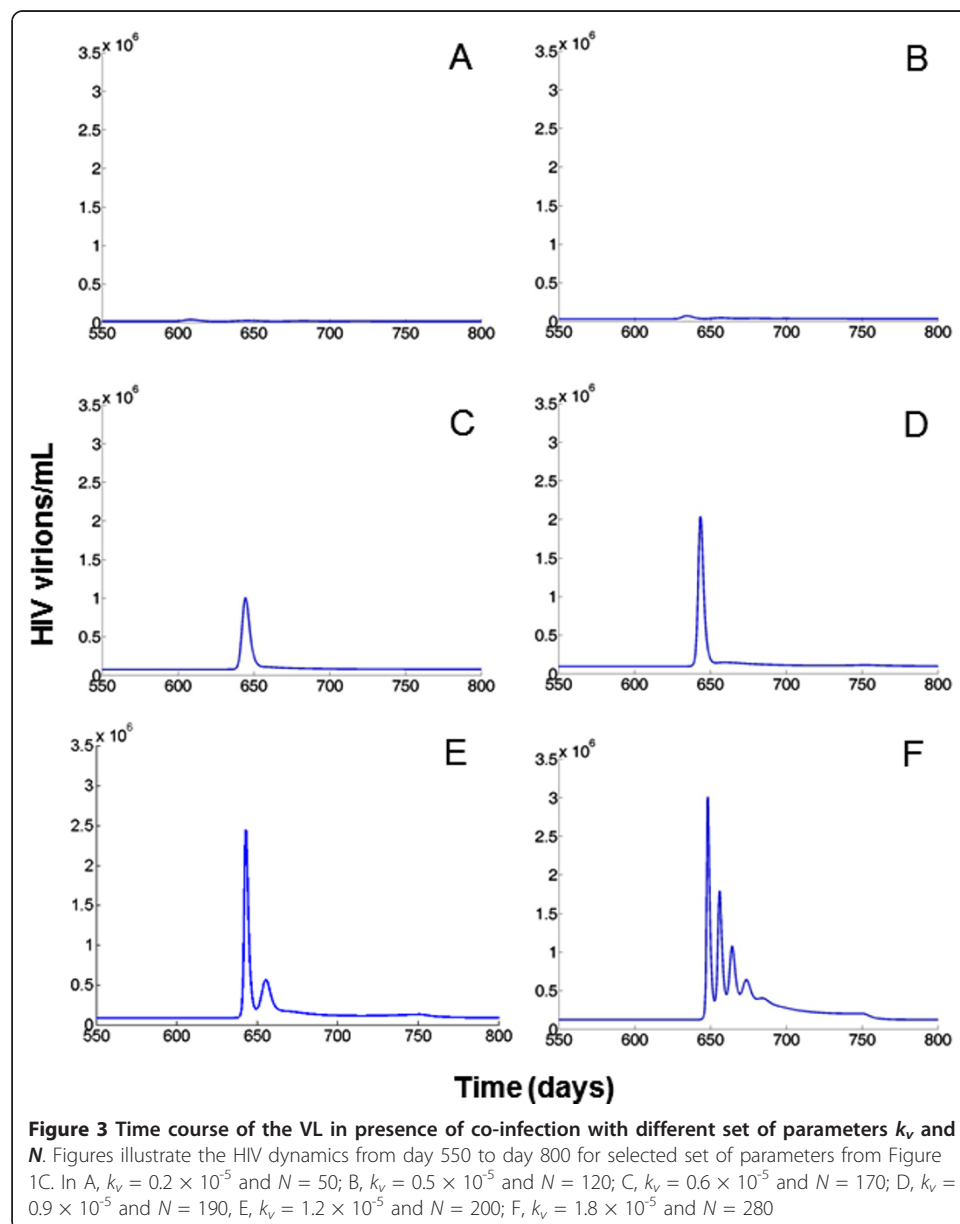 A
B
3.5 x 10^6
3
2.5
2
1.5
1
0.5
0
550 600 650 700 750 800
3.5 x 10^6
3
2.5
2
1.5
1
0.5
0
550 600 650 700 750 800
C
D
3.5 x 10^6
3
2.5
2
1.5
1
0.5
0
550 600 650 700 750 800
3.5 x 10^6
3
2.5
2
1.5
1
0.5
0
550 600 650 700 750 800
HIV virions/mL
E
F
3.5 x 10^6
3
2.5
2
1.5
1
0.5
0
550 600 650 700 750 800
3.5 x 10^6
3
2.5
2
1.5
1
0.5
0
550 600 650 700 750 800
Time (days)
Figure 3 Time course of the VL in presence of co-infection with different set of parameters kᵥ and
N. Figures illustrate the HIV dynamics from day 550 to day 800 for selected set of parameters from Figure
1C. In A, kᵥ = 0.2 × 10⁻⁵ and N = 50; B, kᵥ = 0.5 × 10⁻⁵ and N = 120; C, kᵥ = 0.6 × 10⁻⁵ and N = 170; D, kᵥ =
0.9 × 10⁻⁵ and N = 190, E, kᵥ = 1.2 × 10⁻⁵ and N = 200; F, kᵥ = 1.8 × 10⁻⁵ and N = 280